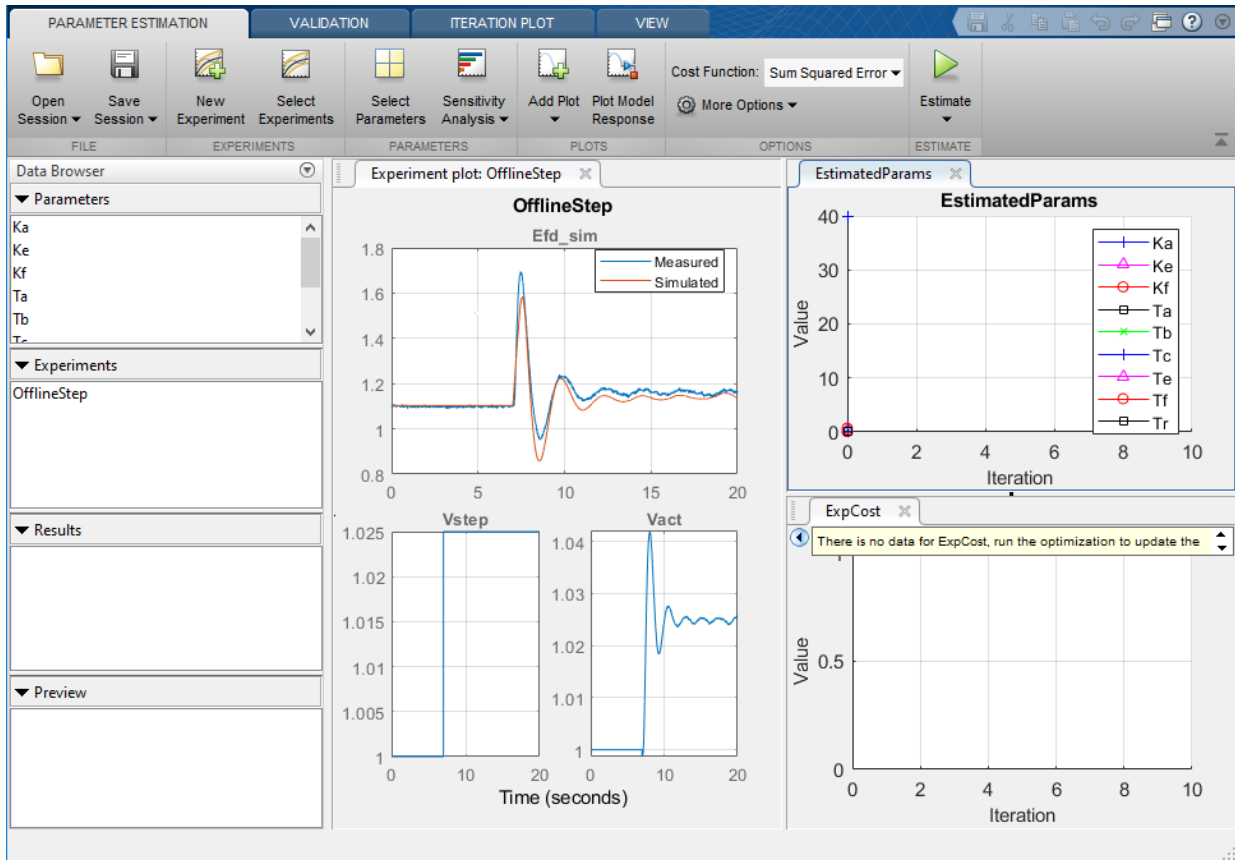 PARAMETER ESTIMATION VALIDATION ITERATION PLOT VIEW
Open Session Save Session New Experiment Select Experiments Select Parameters Sensitivity Analysis Add Plot Plot Model Response Cost Function: Sum Squared Error More Options Estimate
FILE EXPERIMENTS PARAMETERS PLOTS OPTIONS ESTIMATE
Data Browser
Parameters
Ka
Ke
Kf
Ta
Tb
Tc
Experiments
OfflineStep
Results
Preview
Experiment plot: OfflineStep
OfflineStep
Efd_sim
1.8
1.6
1.4
1.2
1
0.8
0 5 10 15 20
Measured
Simulated
Vstep
1.025
1.02
1.015
1.01
1.005
1
0 10 20
Vact
1.04
1.03
1.02
1.01
1
0 10 20
Time (seconds)
EstimatedParams
EstimatedParams
40
30
20
10
0
Value
0 2 4 6 8 10
Iteration
Ka
Ke
Kf
Ta
Tb
Tc
Te
Tf
Tr
ExpCost
There is no data for ExpCost, run the optimization to update the
1
0.5
0
Value
0 2 4 6 8 10
Iteration